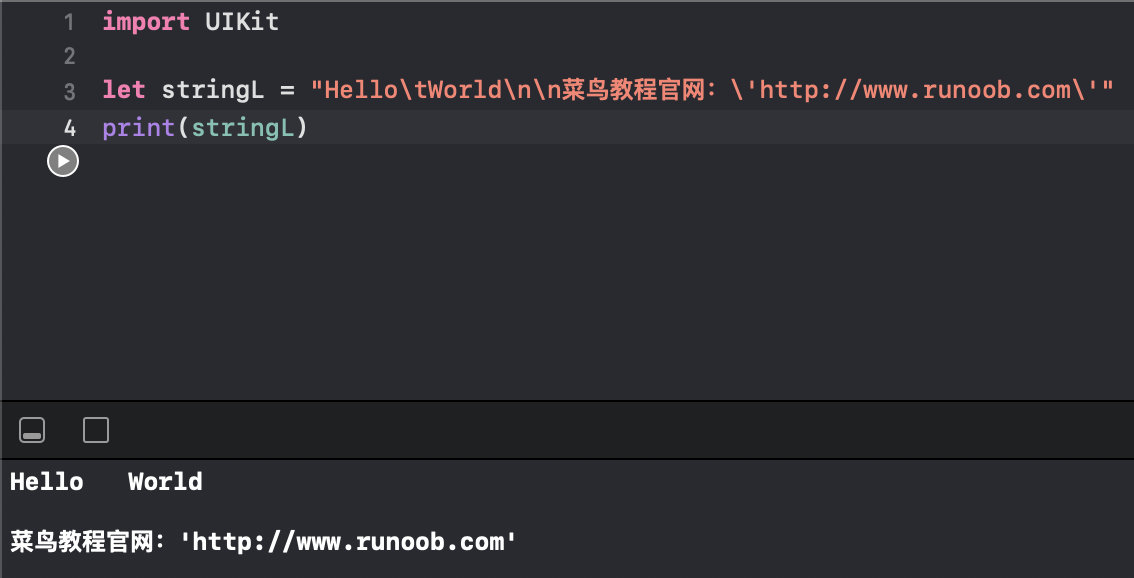 1 import UIKit
2
3 let stringL = "Hello\tWorld\n\n菜鸟教程官网：\'http://www.runoob.com\'"
4 print(stringL)
Hello   World
菜鸟教程官网：'http://www.runoob.com'